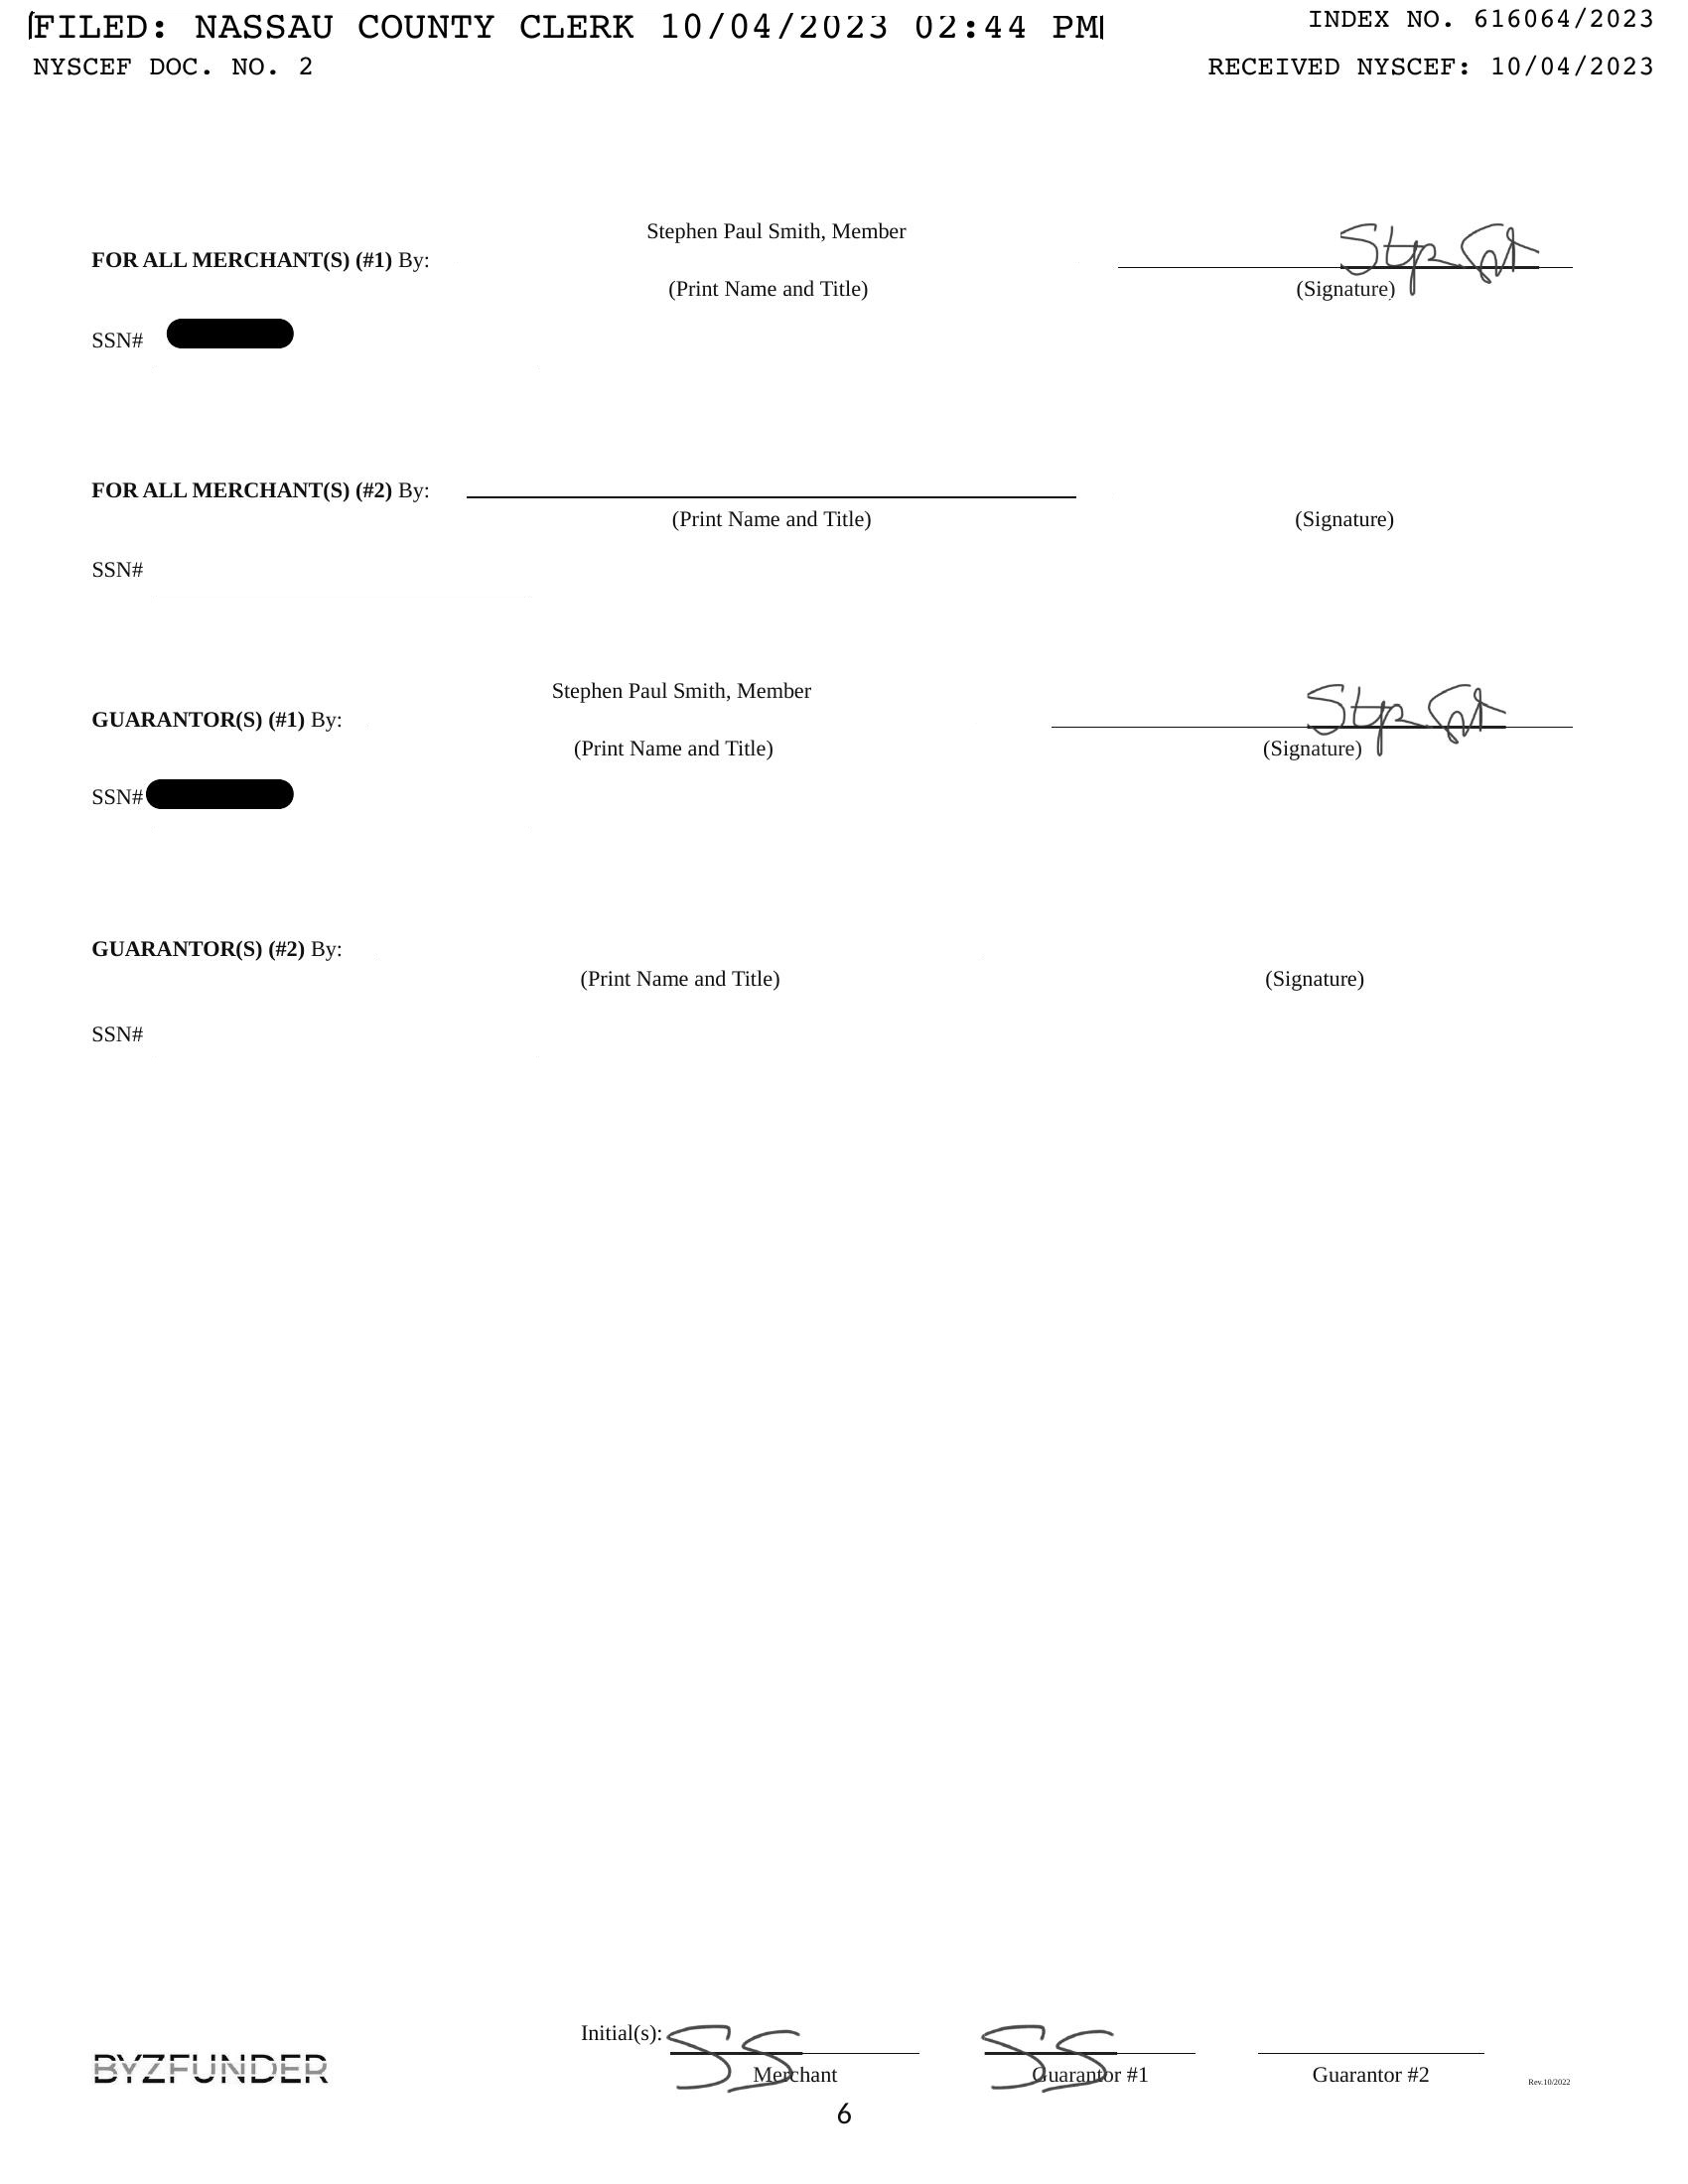 FILED: NASSAU COUNTY CLERK 10/04/2023 02:44 PM
INDEX NO. 616064/2023
NYSCEF DOC. NO. 2
RECEIVED NYSCEF: 10/04/2023
Stephen Paul Smith, Member
FOR ALL MERCHANT(S) (#1) By:
(Print Name and Title)
(Signature)
SSN#
FOR ALL MERCHANT(S) (#2) By:
(Print Name and Title)
(Signature)
SSN#
Stephen Paul Smith, Member
GUARANTOR(S) (#1) By:
(Print Name and Title)
(Signature)
SSN#
GUARANTOR(S) (#2) By:
(Print Name and Title)
(Signature)
SSN#
Initial(s): SS SS
BYZFUNDER
Merchant
Guarantor #1
Guarantor #2
Rev.10/2022
6